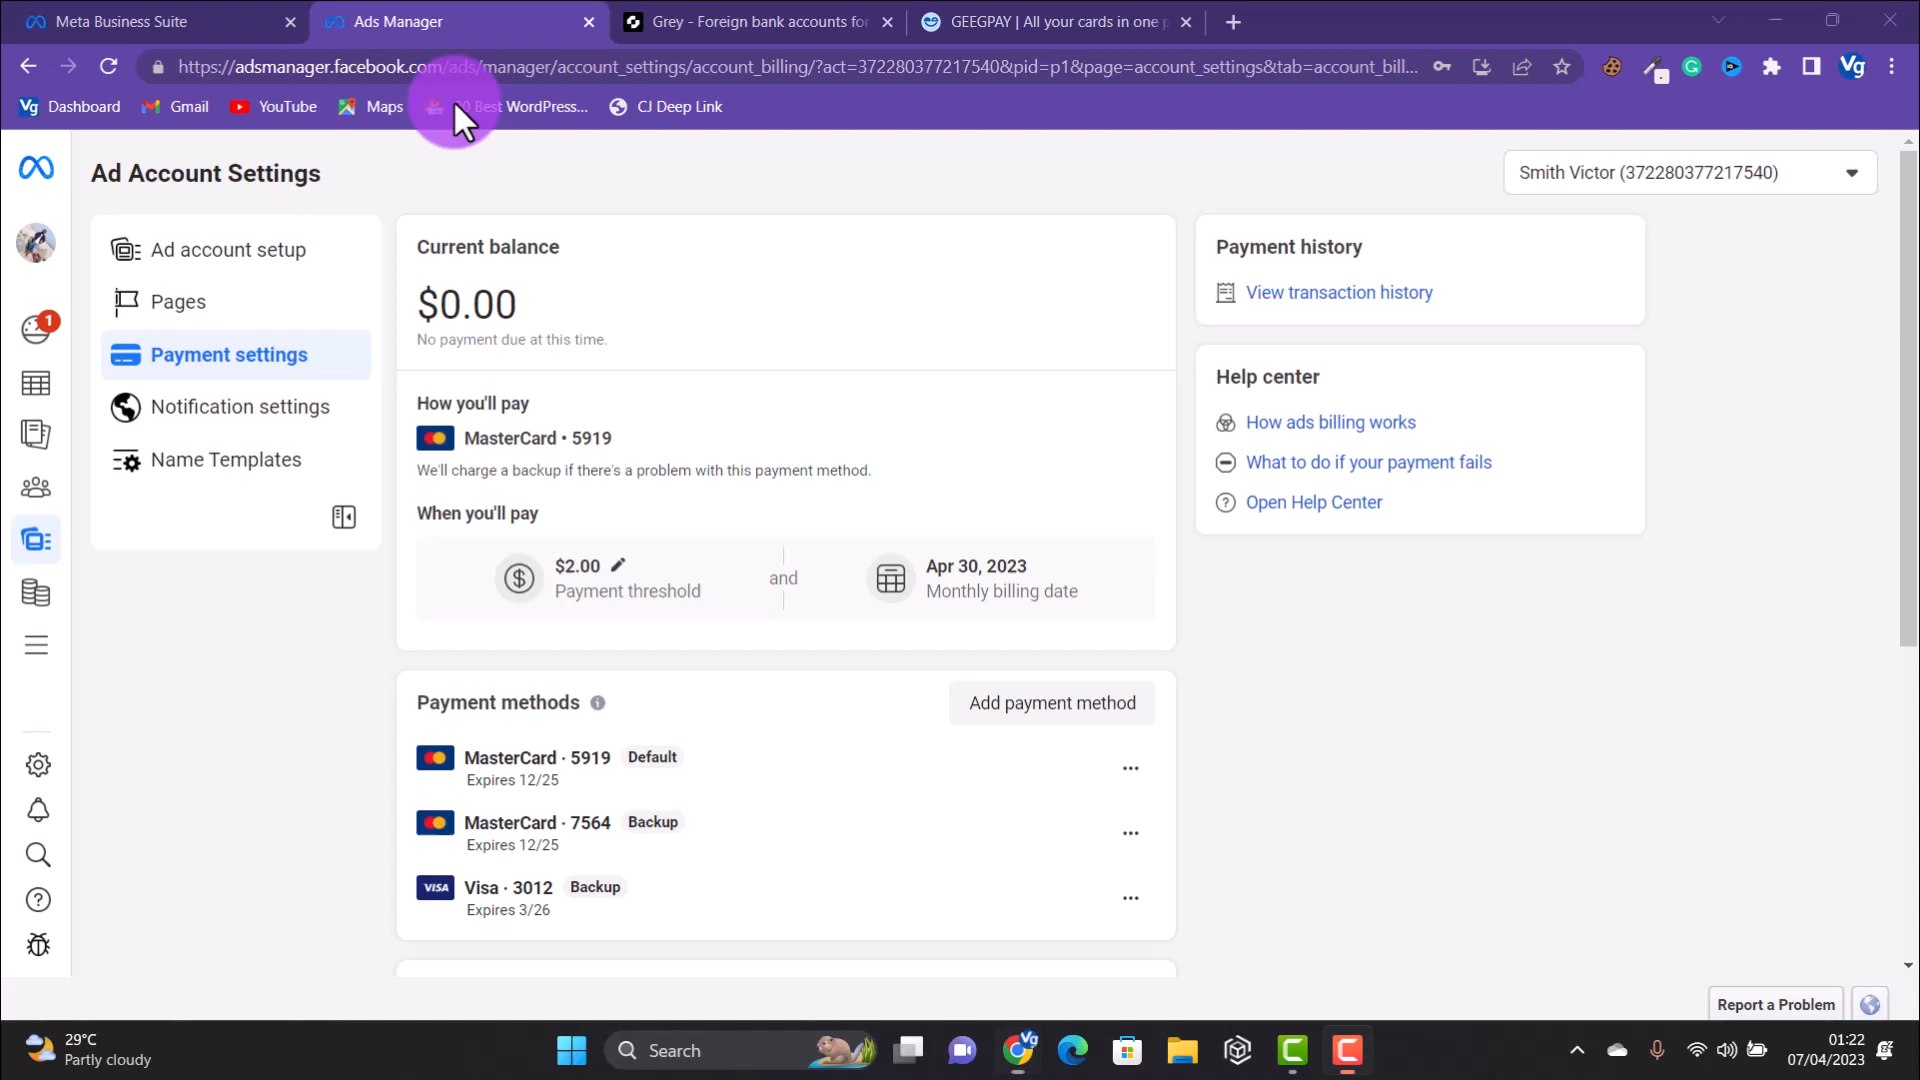 Meta Business Suite
Ads Manager
Grey - Foreign bank accounts for
GEEGPAY | All your cards in one p
https://adsmanager.facebook.com/ads/manager/account_settings/account_billing/?act=372280377217540&pid=p1&page=account_settings&tab=account_bill...
Vg
Vg Dashboard
Gmail
YouTube
Maps
Best WordPress...
CJ Deep Link
Ad Account Settings
Smith Victor (372280377217540)
1
Ad account setup
Pages
Payment settings
Notification settings
Name Templates
Current balance
$0.00
No payment due at this time.
How you'll pay
MasterCard • 5919
We'll charge a backup if there's a problem with this payment method.
When you'll pay
$2.00
Payment threshold
and
Apr 30, 2023
Monthly billing date
Payment history
View transaction history
Help center
How ads billing works
What to do if your payment fails
Open Help Center
Payment methods
Add payment method
MasterCard · 5919 Default
Expires 12/25
MasterCard · 7564 Backup
Expires 12/25
VISA Visa · 3012 Backup
Expires 3/26
Report a Problem
29°C
Partly cloudy
Search
Vg
01:22
07/04/2023